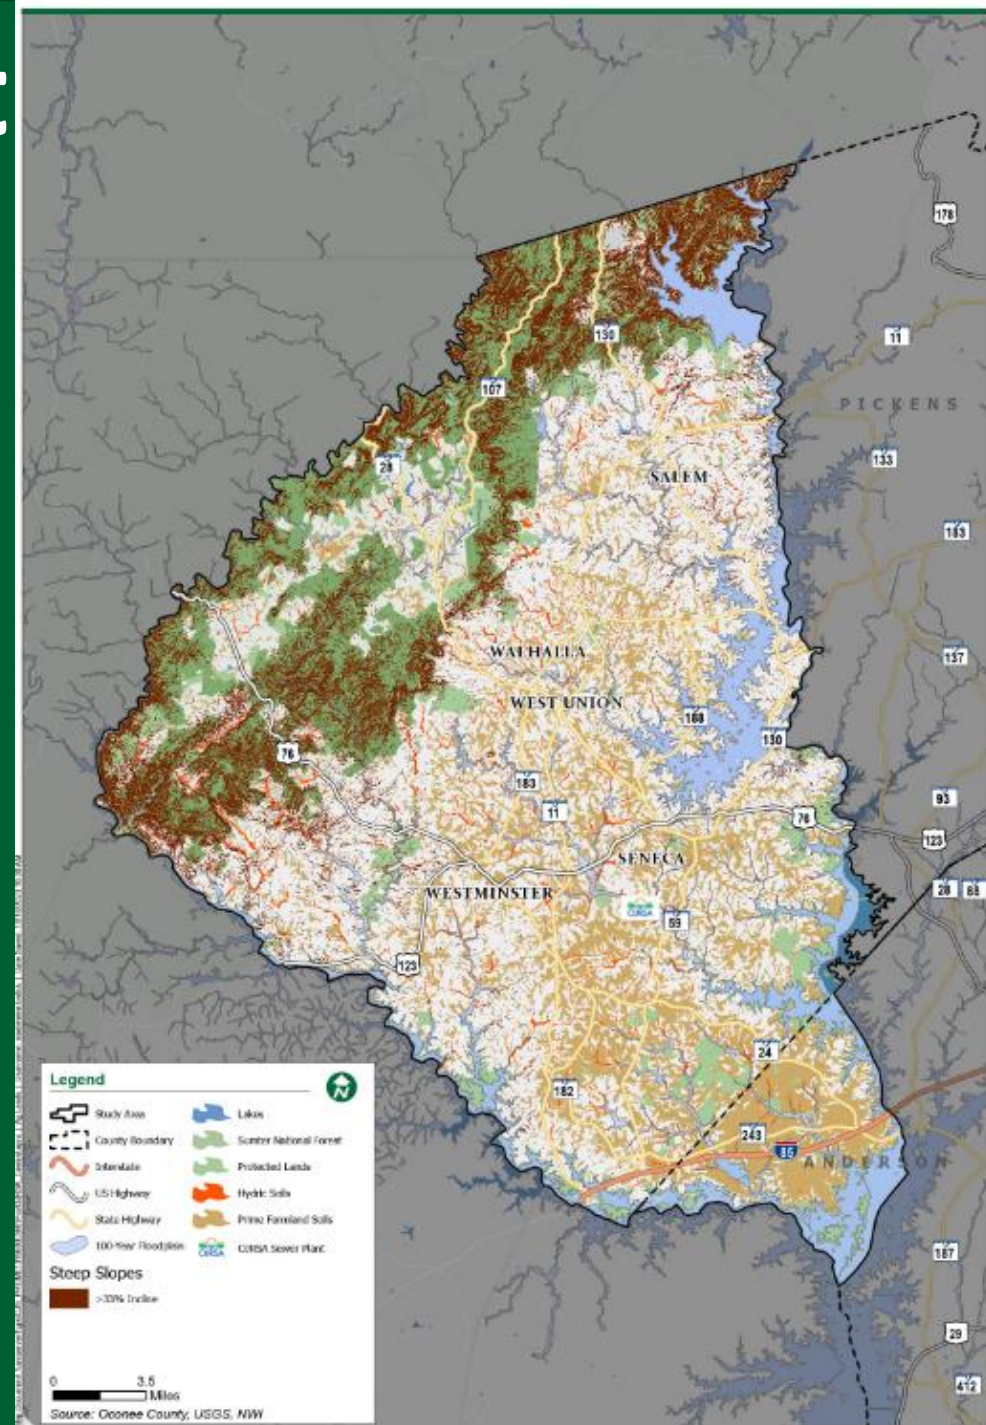 178
11
130
107
PICKENS
133
28
SALEM
183
WALHALLA
137
WEST UNION
188
130
76
183
93
11
76
123
SENECA
28 88
WESTMINSTER
59
123
24
182
243
85
ANDERSON
187
29
412
Legend
N
Study Area
County Boundary
Interstate
US Highway
State Highway
100-Year Floodplain
Lakes
Sumter National Forest
Protected Lands
Hydric Soils
Prime Farmland Soils
Sewer Plant
Steep Slopes
>33% Incline
0 3.5
Miles
Source: Oconee County, USGS, NWI